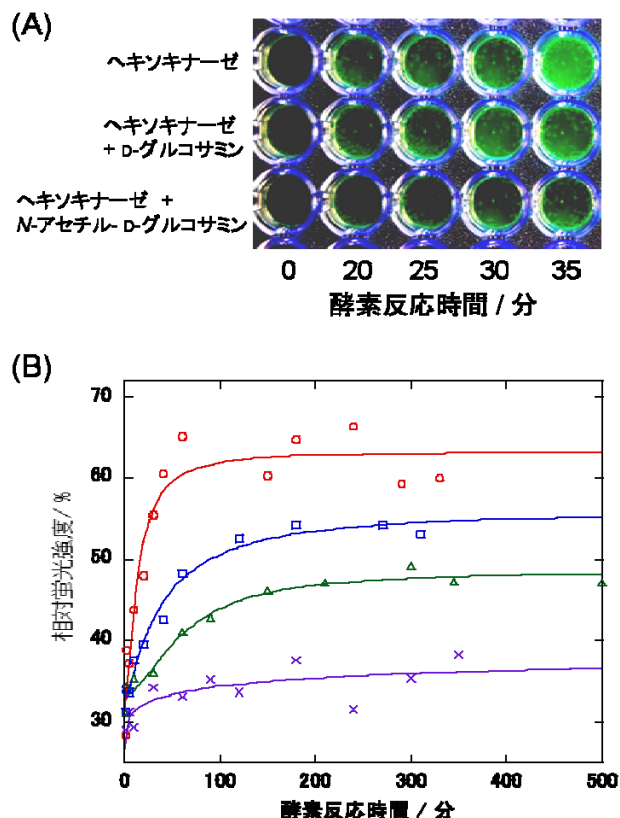 (A)
ヘキソキナーゼ
ヘキソキナーゼ
+ D-グルコサミン
ヘキソキナーゼ +
N-アセチル- D-グルコサミン
0 20 25 30 35
酵素反応時間 / 分
(B)
70
60
50
40
30
相対蛍光強度 / %
0 100 200 300 400 500
酵素反応時間 / 分